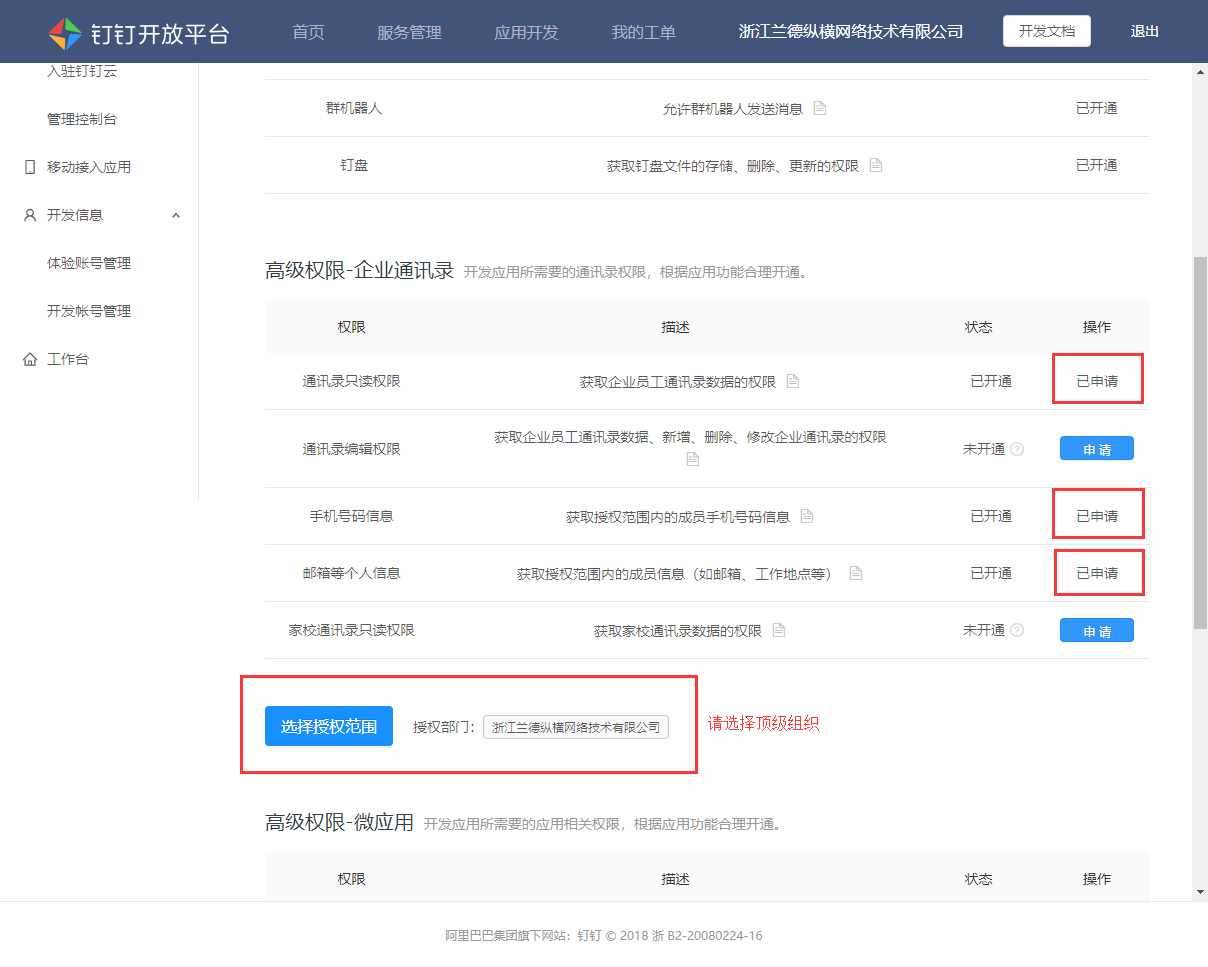 钉钉开放平台 首页 服务管理 应用开发 我的工单 浙江兰德纵横网络技术有限公司 开发文档 退出
入驻钉钉云
管理控制台
移动接入应用
开发信息
体验账号管理
开发帐号管理
工作台
群机器人 允许群机器人发送消息 已开通
钉盘 获取钉盘文件的存储、删除、更新的权限 已开通
高级权限-企业通讯录 开发应用所需要的通讯录权限，根据应用功能合理开通。
权限 描述 状态 操作
通讯录只读权限 获取企业员工通讯录数据的权限 已开通 已申请
通讯录编辑权限 获取企业员工通讯录数据、新增、删除、修改企业通讯录的权限 未开通 申 请
手机号码信息 获取授权范围内的成员手机号码信息 已开通 已申请
邮箱等个人信息 获取授权范围内的成员信息（如邮箱、工作地点等） 已开通 已申请
家校通讯录只读权限 获取家校通讯录数据的权限 未开通 申 请
选择授权范围 授权部门： 浙江兰德纵横网络技术有限公司 请选择顶级组织
高级权限-微应用 开发应用所需要的应用相关权限，根据应用功能合理开通。
权限 描述 状态 操作
阿里巴巴集团旗下网站：钉钉 © 2018 浙 B2-20080224-16